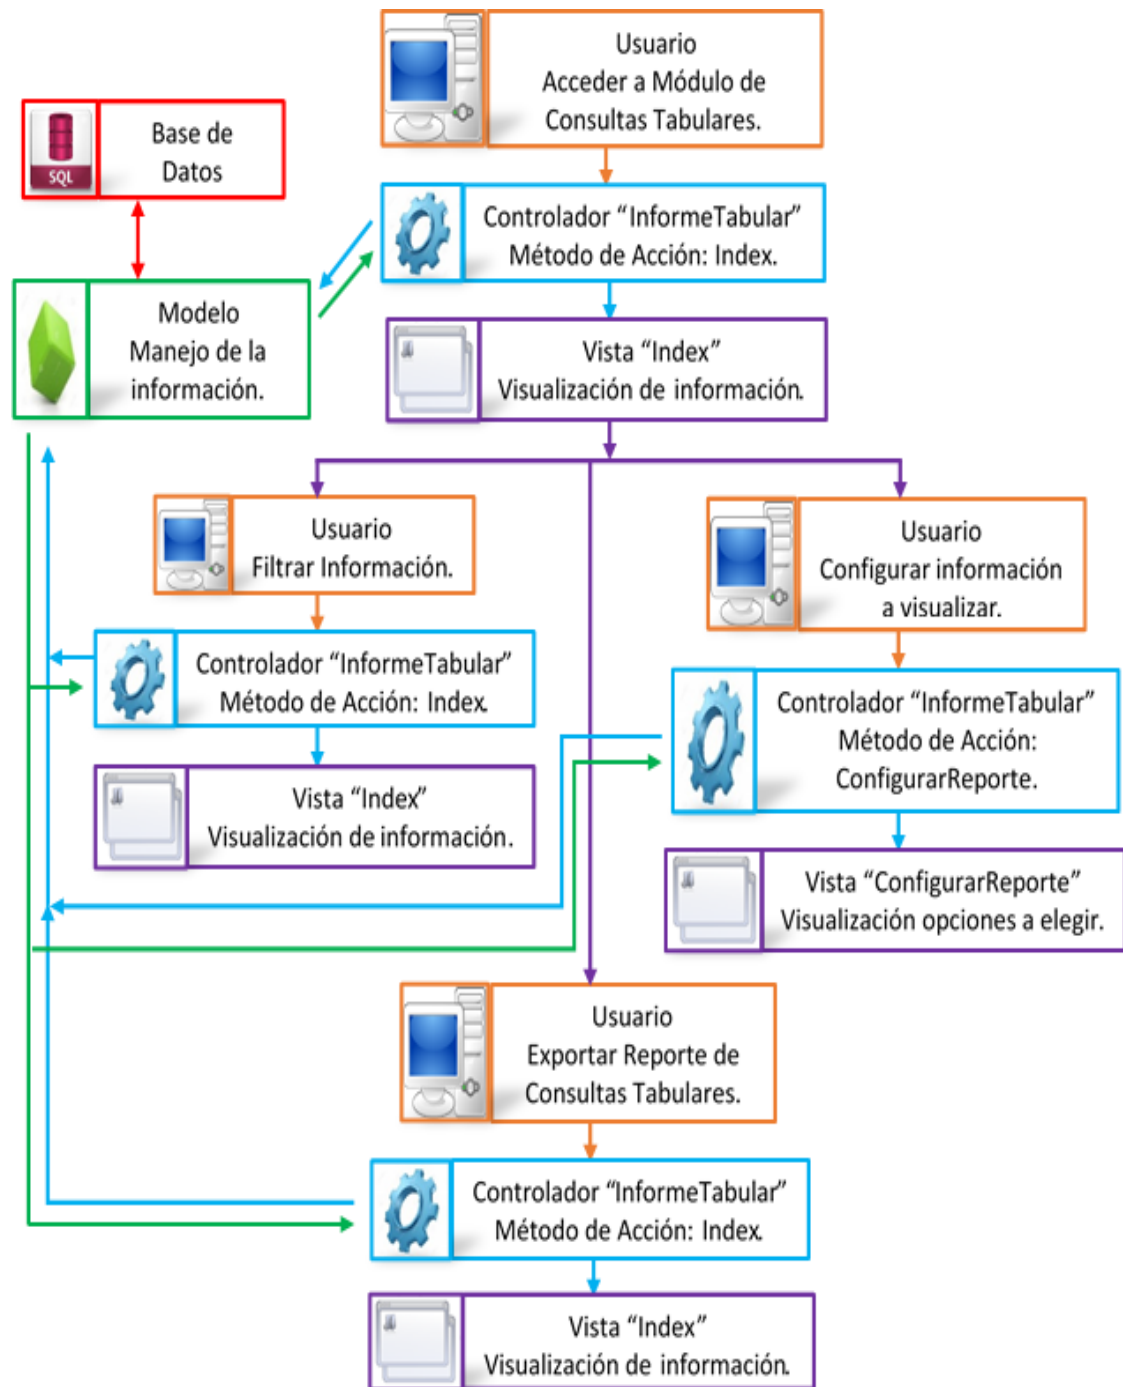 Usuario
Acceder a Módulo de
Consultas Tabulares.
Base de
Datos
SQL
Controlador “InformeTabular”
Método de Acción: Index.
Modelo
Manejo de la
información.
Vista “Index”
Visualización de información.
Usuario
Filtrar Información.
Usuario
Configurar información
a visualizar.
Controlador “InformeTabular”
Método de Acción: Index.
Controlador “InformeTabular”
Método de Acción:
ConfigurarReporte.
Vista “Index”
Visualización de información.
Vista “ConfigurarReporte”
Visualización opciones a elegir.
Usuario
Exportar Reporte de
Consultas Tabulares.
Controlador “InformeTabular”
Método de Acción: Index.
Vista “Index”
Visualización de información.